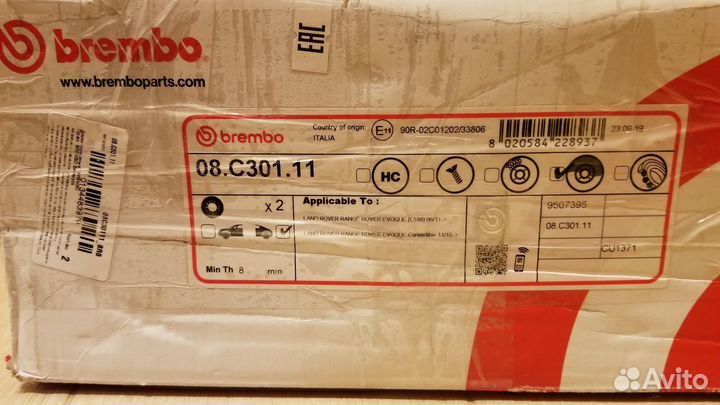 brembo
www.bremboparts.com
EAC
brembo
Country of origin:
ITALIA
E11
90R-02C01202/33806
8 020584 228937
23 09 19
08.C301.11
HC
x 2
Applicable To :
LAND ROVER RANGE ROVER EVOQUE (L538) 06/11->
LAND ROVER RANGE ROVER EVOQUE Convertible 11/15->
Min Th 8 mm
9507395
08.C301.11
CU1371
brembo
08.C301.11
08C30111 BRB
2
Avito